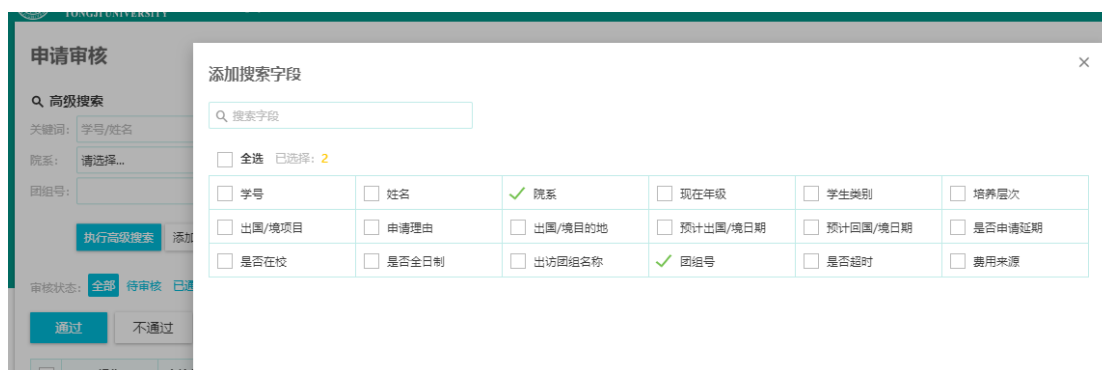 TONGJI UNIVERSITY
申请审核
高级搜索
关键词: 学号/姓名
院系: 请选择...
团组号:
执行高级搜索 添加
审核状态: 全部 待审核 已通
通过 不通过
添加搜索字段
搜索字段
全选 已选择: 2
学号 姓名 院系 现在年级 学生类别 培养层次
出国/境项目 申请理由 出国/境目的地 预计出国/境日期 预计回国/境日期 是否申请延期
是否在校 是否全日制 出访团组名称 团组号 是否超时 费用来源